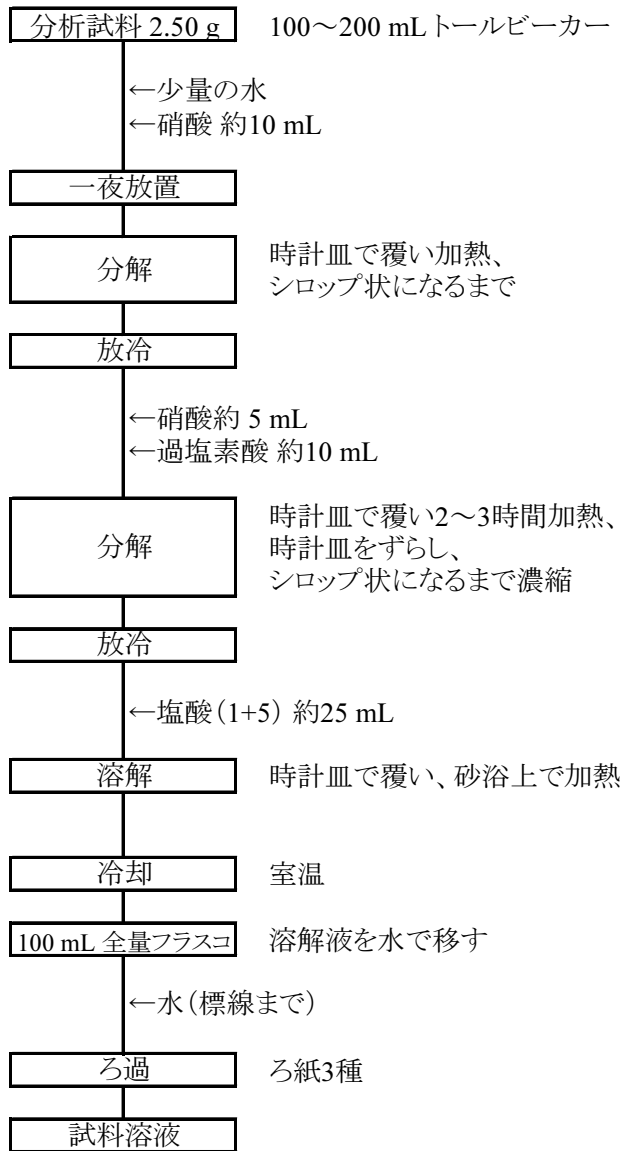 分析試料 2.50 g 100～200 mLトールビーカー
←少量の水
←硝酸 約10 mL
一夜放置
分解
時計皿で覆い加熱、
シロップ状になるまで
放冷
←硝酸約 5 mL
←過塩素酸 約10 mL
分解
時計皿で覆い2～3時間加熱、
時計皿をずらし、
シロップ状になるまで濃縮
放冷
←塩酸（1+5） 約25 mL
溶解 時計皿で覆い、砂浴上で加熱
冷却 室温
100 mL 全量フラスコ 溶解液を水で移す
←水（標線まで）
ろ過 ろ紙3種
試料溶液